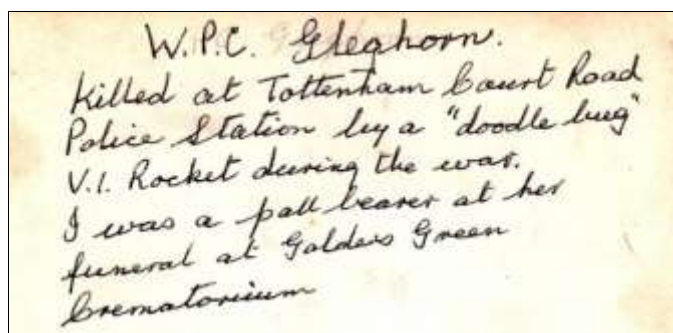 W.P.C. Gleghorn.
Killed at Tottenham Court Road
Police Station by a "doodle bug"
V.1. Rocket during the war.
I was a pall bearer at her
funeral at Golders Green
Crematorium